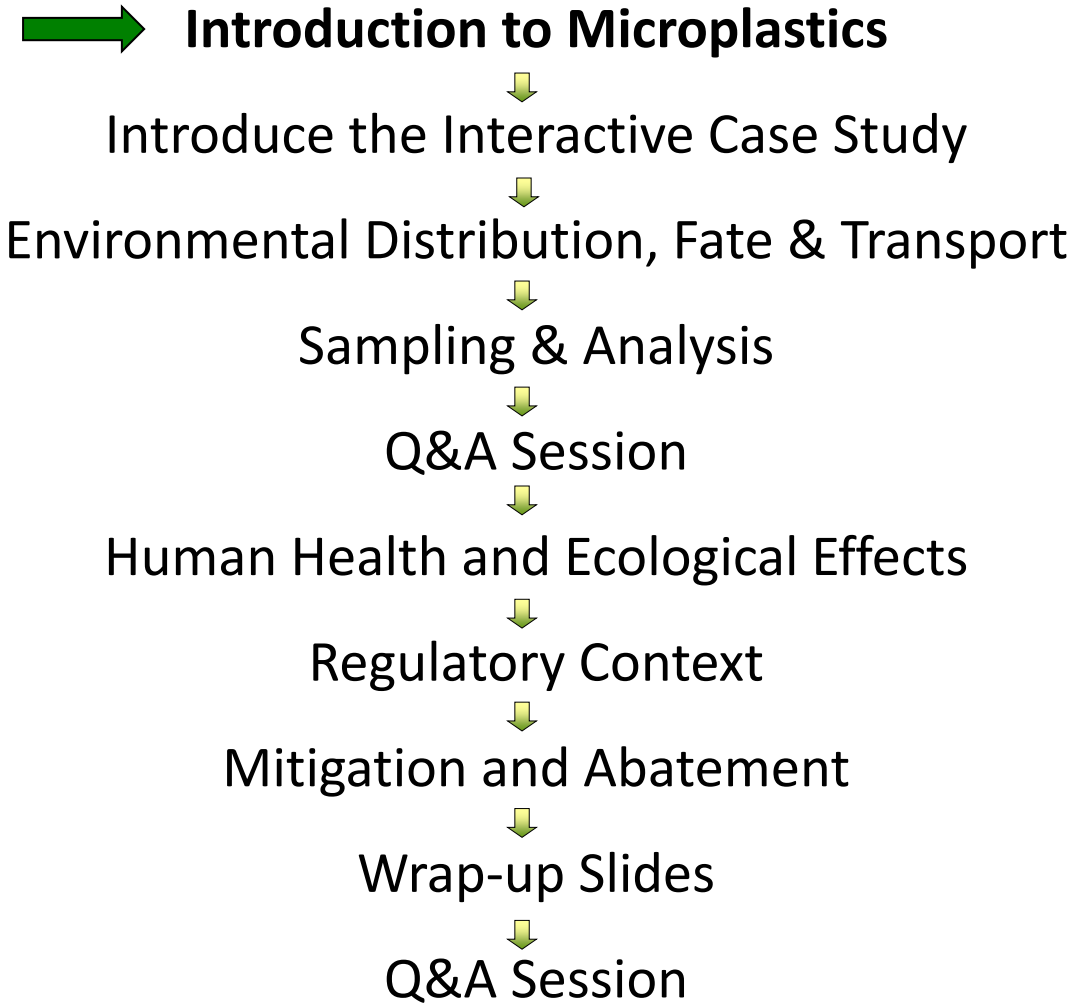 Introduction to Microplastics
Introduce the Interactive Case Study
Environmental Distribution, Fate & Transport
Sampling & Analysis
Q&A Session
Human Health and Ecological Effects
Regulatory Context
Mitigation and Abatement
Wrap-up Slides
Q&A Session